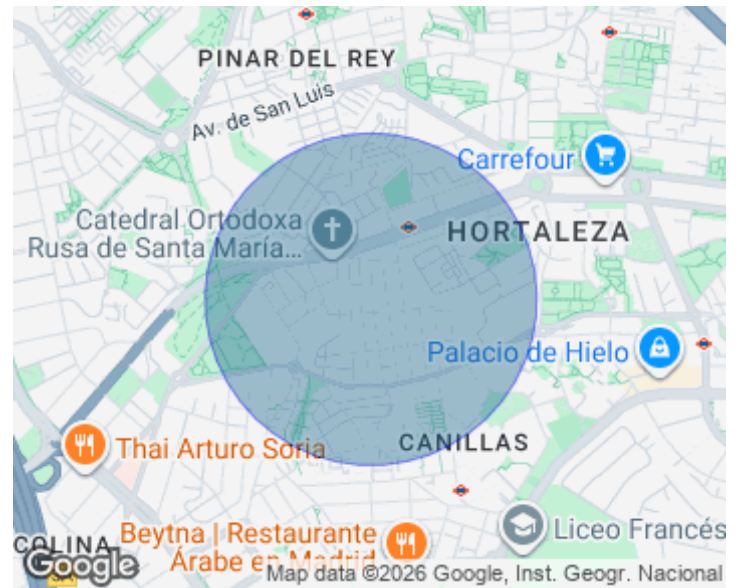 PINAR DEL REY
Av. de San Luis
Carrefour
Catedral Ortodoxa
Rusa de Santa María...
HORTALEZA
Palacio de Hielo
CANILLAS
Thai Arturo Soria
Beytna | Restaurante
Árabe en Madrid
Liceo Francés
COLINA
Google
Map data ©2026 Google, Inst. Geogr. Nacional